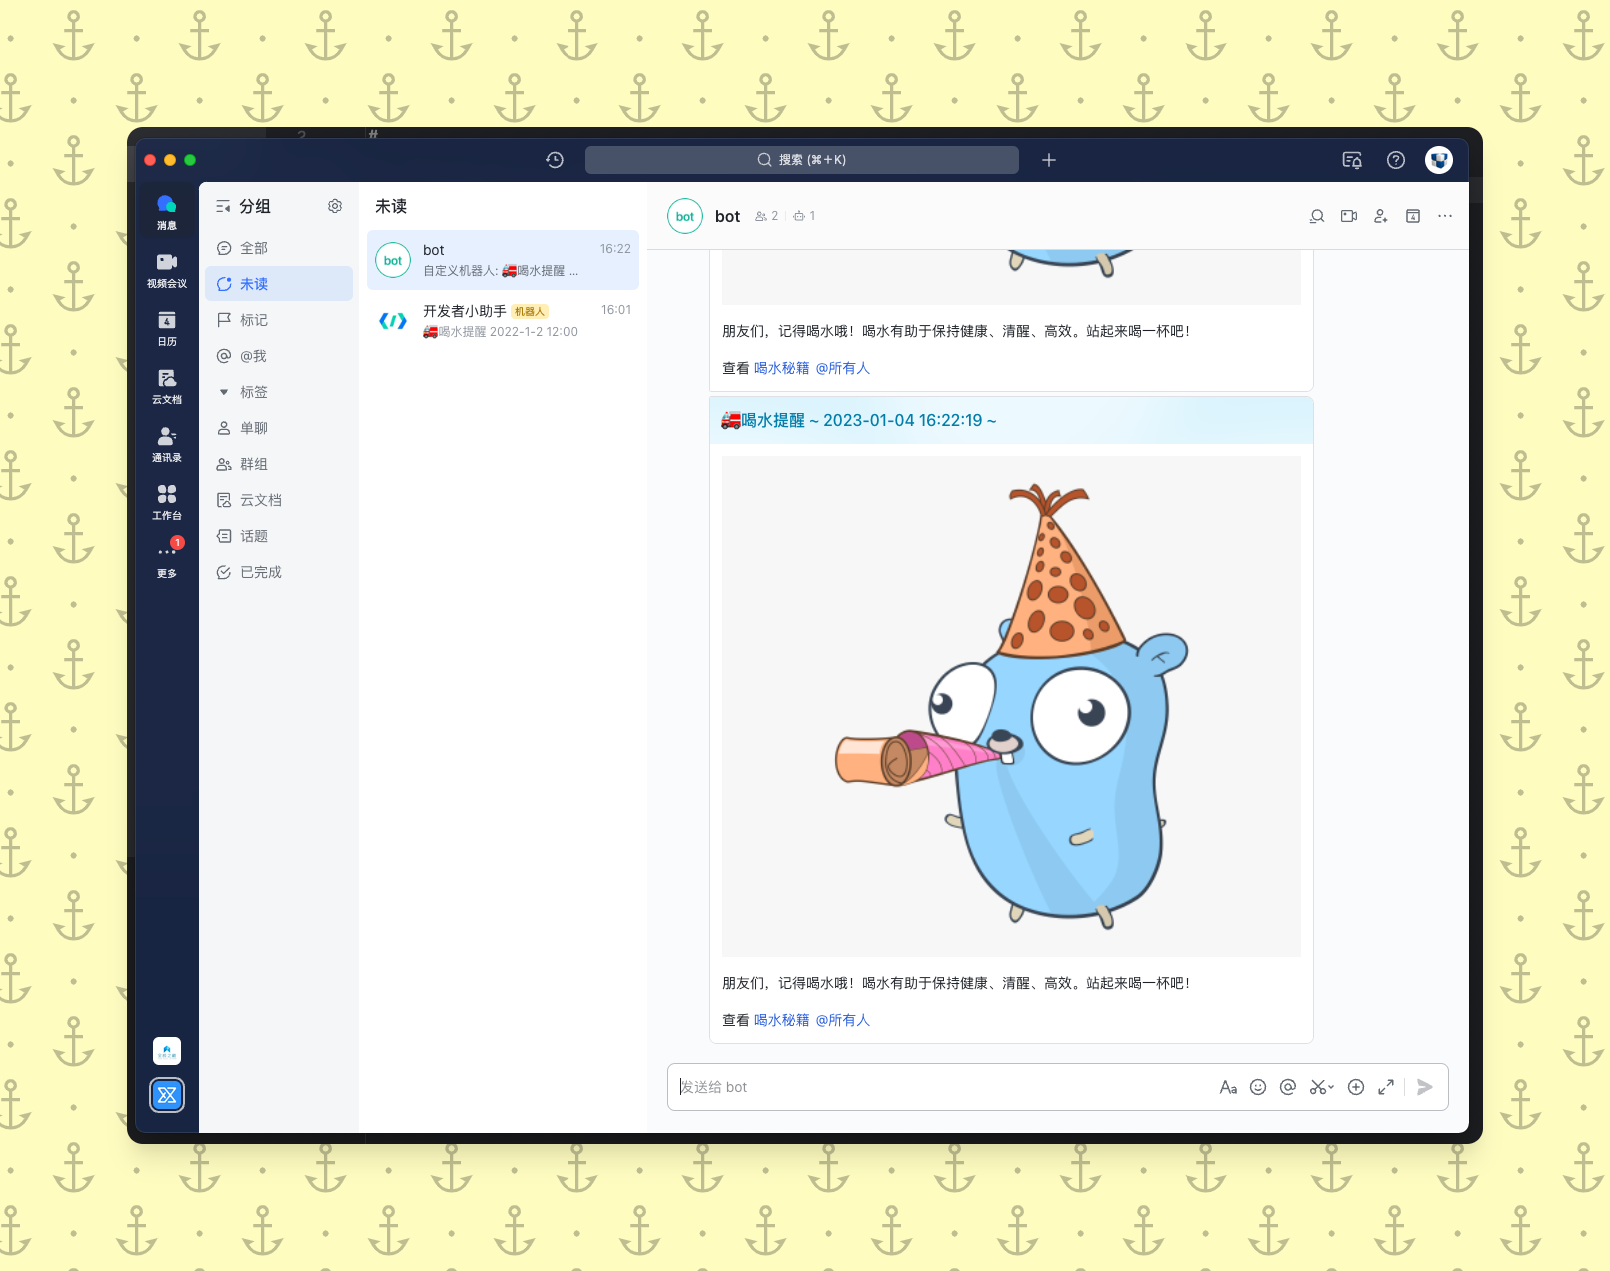 2 #
搜索 (⌘+K)
消息
视频会议
4
日历
云文档
通讯录
工作台
1
更多
分组
全部
未读
标记
@我
标签
单聊
群组
云文档
话题
已完成
未读
bot
bot
16:22
自定义机器人: 🚒喝水提醒 ...
开发者小助手 机器人
16:01
🚒喝水提醒 2022-1-2 12:00
bot
bot 2 1
4
朋友们，记得喝水哦！喝水有助于保持健康、清醒、高效。站起来喝一杯吧！
查看 喝水秘籍 @所有人
🚒喝水提醒 ~ 2023-01-04 16:22:19 ~
朋友们，记得喝水哦！喝水有助于保持健康、清醒、高效。站起来喝一杯吧！
查看 喝水秘籍 @所有人
发送给 bot
Aa